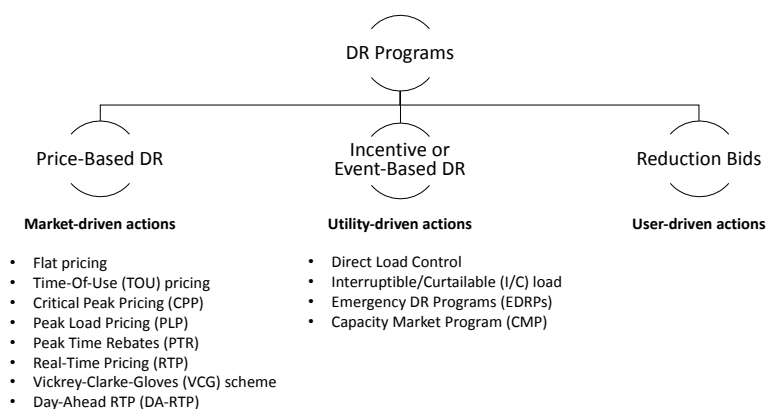 DR Programs
Price-Based DR
Incentive or
Event-Based DR
Reduction Bids
Market-driven actions
Utility-driven actions
User-driven actions
• Flat pricing
• Time-Of-Use (TOU) pricing
• Critical Peak Pricing (CPP)
• Peak Load Pricing (PLP)
• Peak Time Rebates (PTR)
• Real-Time Pricing (RTP)
• Vickrey-Clarke-Gloves (VCG) scheme
• Day-Ahead RTP (DA-RTP)
• Direct Load Control
• Interruptible/Curtailable (I/C) load
• Emergency DR Programs (EDRPs)
• Capacity Market Program (CMP)